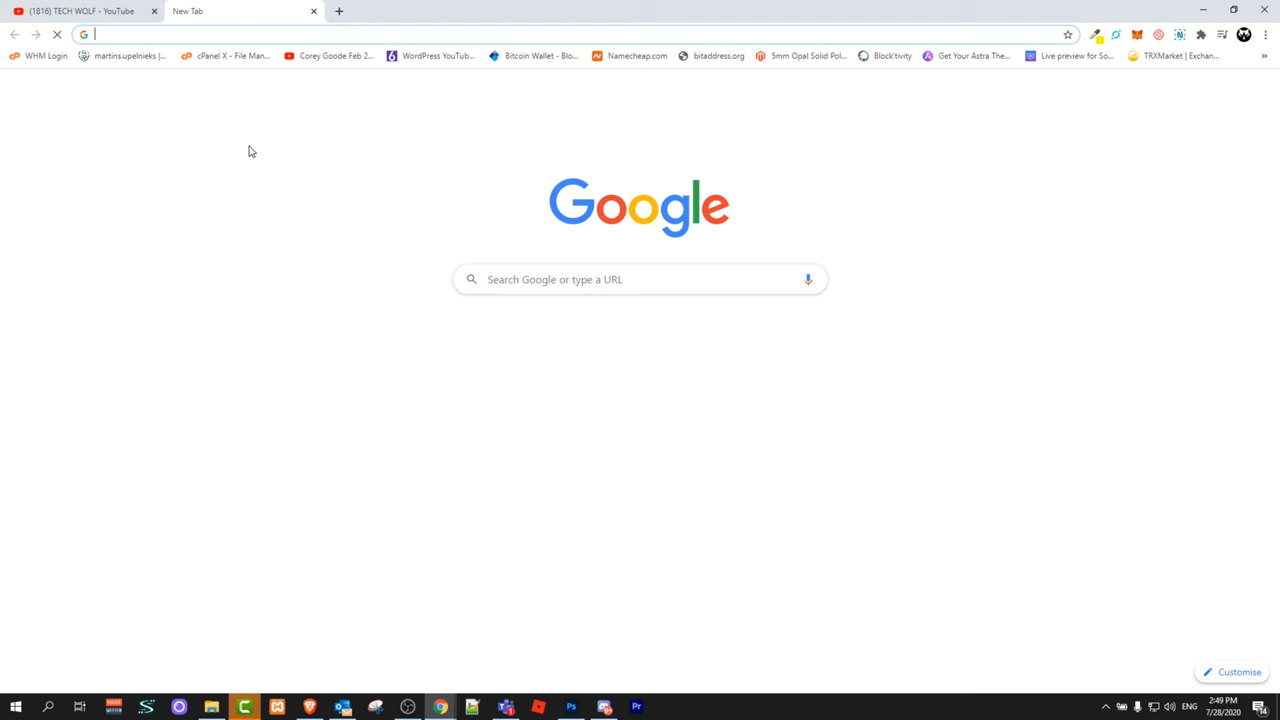 (1816) TECH WOLF - YouTube
New Tab
WHM Login
martins.upelnieks |.
cPanel X - File Man...
Corey Goode Feb 2...
WordPress YouTub...
Bitcoin Wallet - Blo...
Namecheap.com
bitaddress.org
5mm Opal Solid Pol...
Block'tivity
Get Your Astra The...
Live preview for So...
TRXMarket | Exchan...
»
Google
Search Google or type a URL
Customise
ENG
2:49 PM
7/28/2020
14